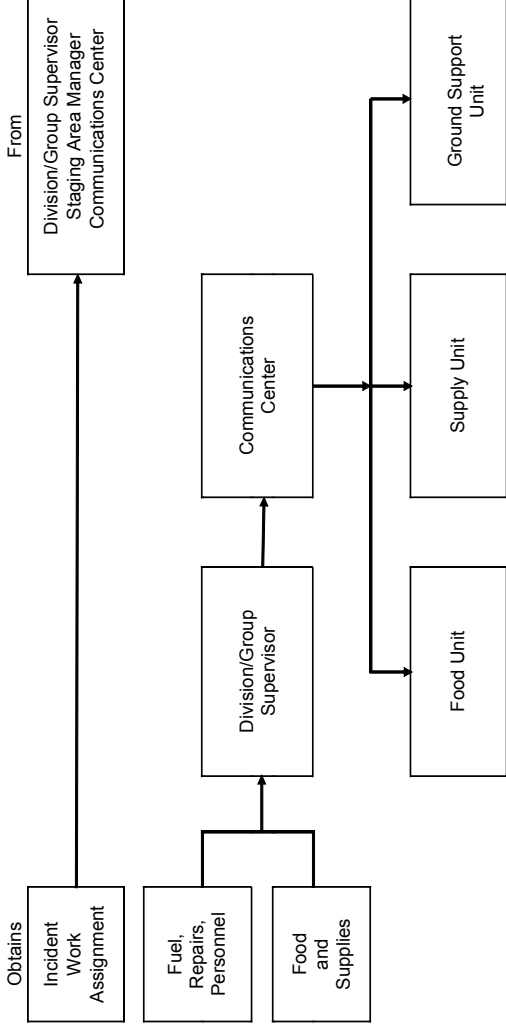 Obtains
From
Incident
Work
Assignment
Division/Group Supervisor
Staging Area Manager
Communications Center
Fuel,
Repairs,
Personnel
Food
and
Supplies
Division/Group
Supervisor
Communications
Center
Food Unit
Supply Unit
Ground Support
Unit